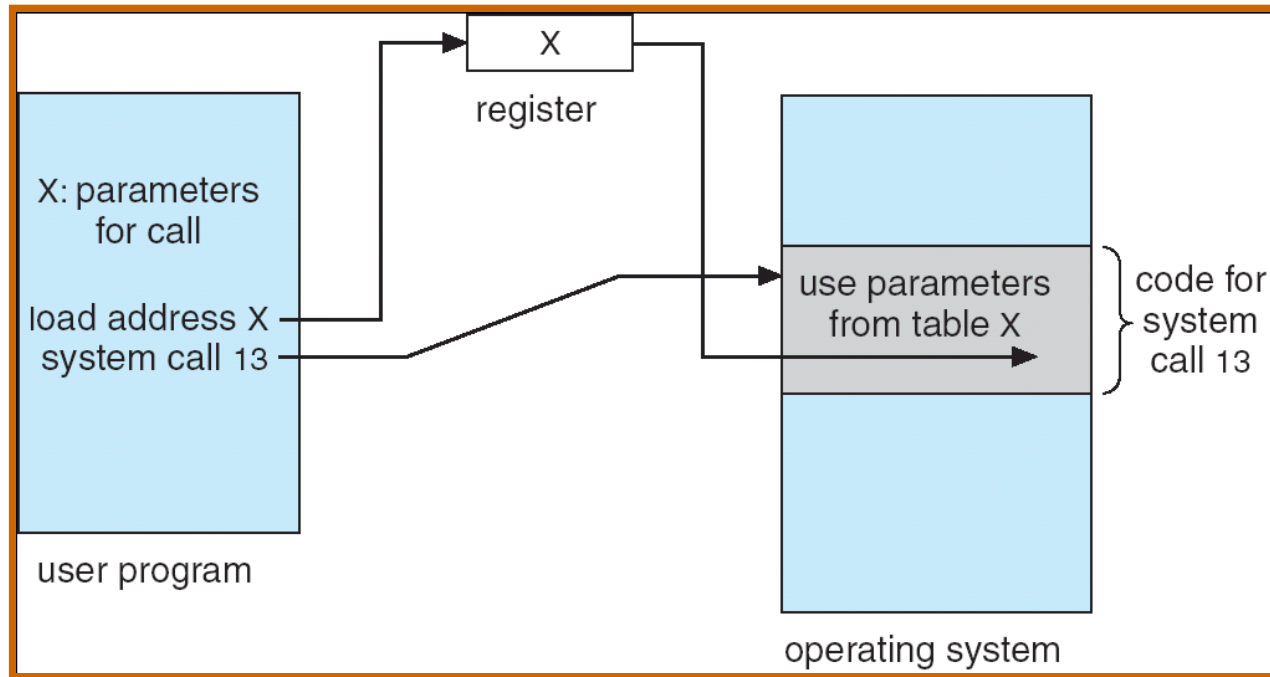 X
register
X: parameters
for call
load address X
system call 13
user program
use parameters
from table X
code for
system
call 13
operating system